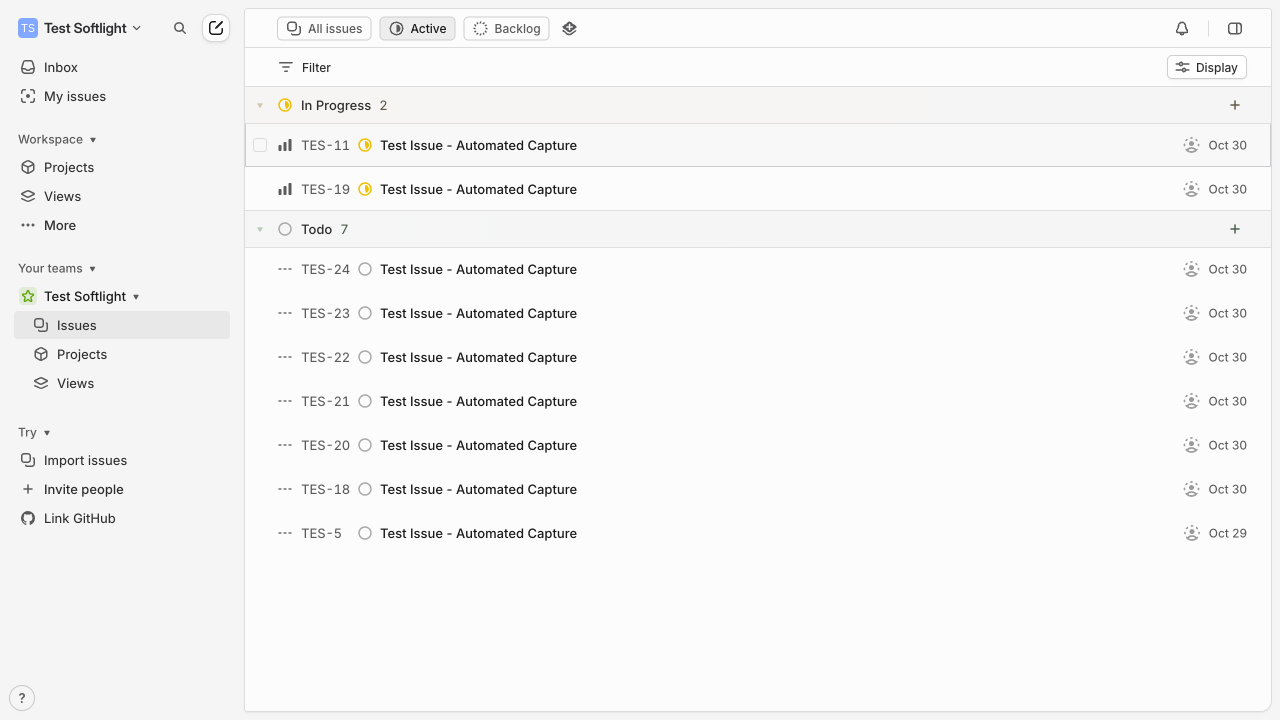 TS Test Softlight
Inbox
My issues
Workspace
Projects
Views
More
Your teams
Test Softlight
Issues
Projects
Views
Try
Import issues
Invite people
Link GitHub
?
All issues Active Backlog
Filter Display
In Progress 2
TES-11 Test Issue - Automated Capture Oct 30
TES-19 Test Issue - Automated Capture Oct 30
Todo 7
TES-24 Test Issue - Automated Capture Oct 30
TES-23 Test Issue - Automated Capture Oct 30
TES-22 Test Issue - Automated Capture Oct 30
TES-21 Test Issue - Automated Capture Oct 30
TES-20 Test Issue - Automated Capture Oct 30
TES-18 Test Issue - Automated Capture Oct 30
TES-5 Test Issue - Automated Capture Oct 29